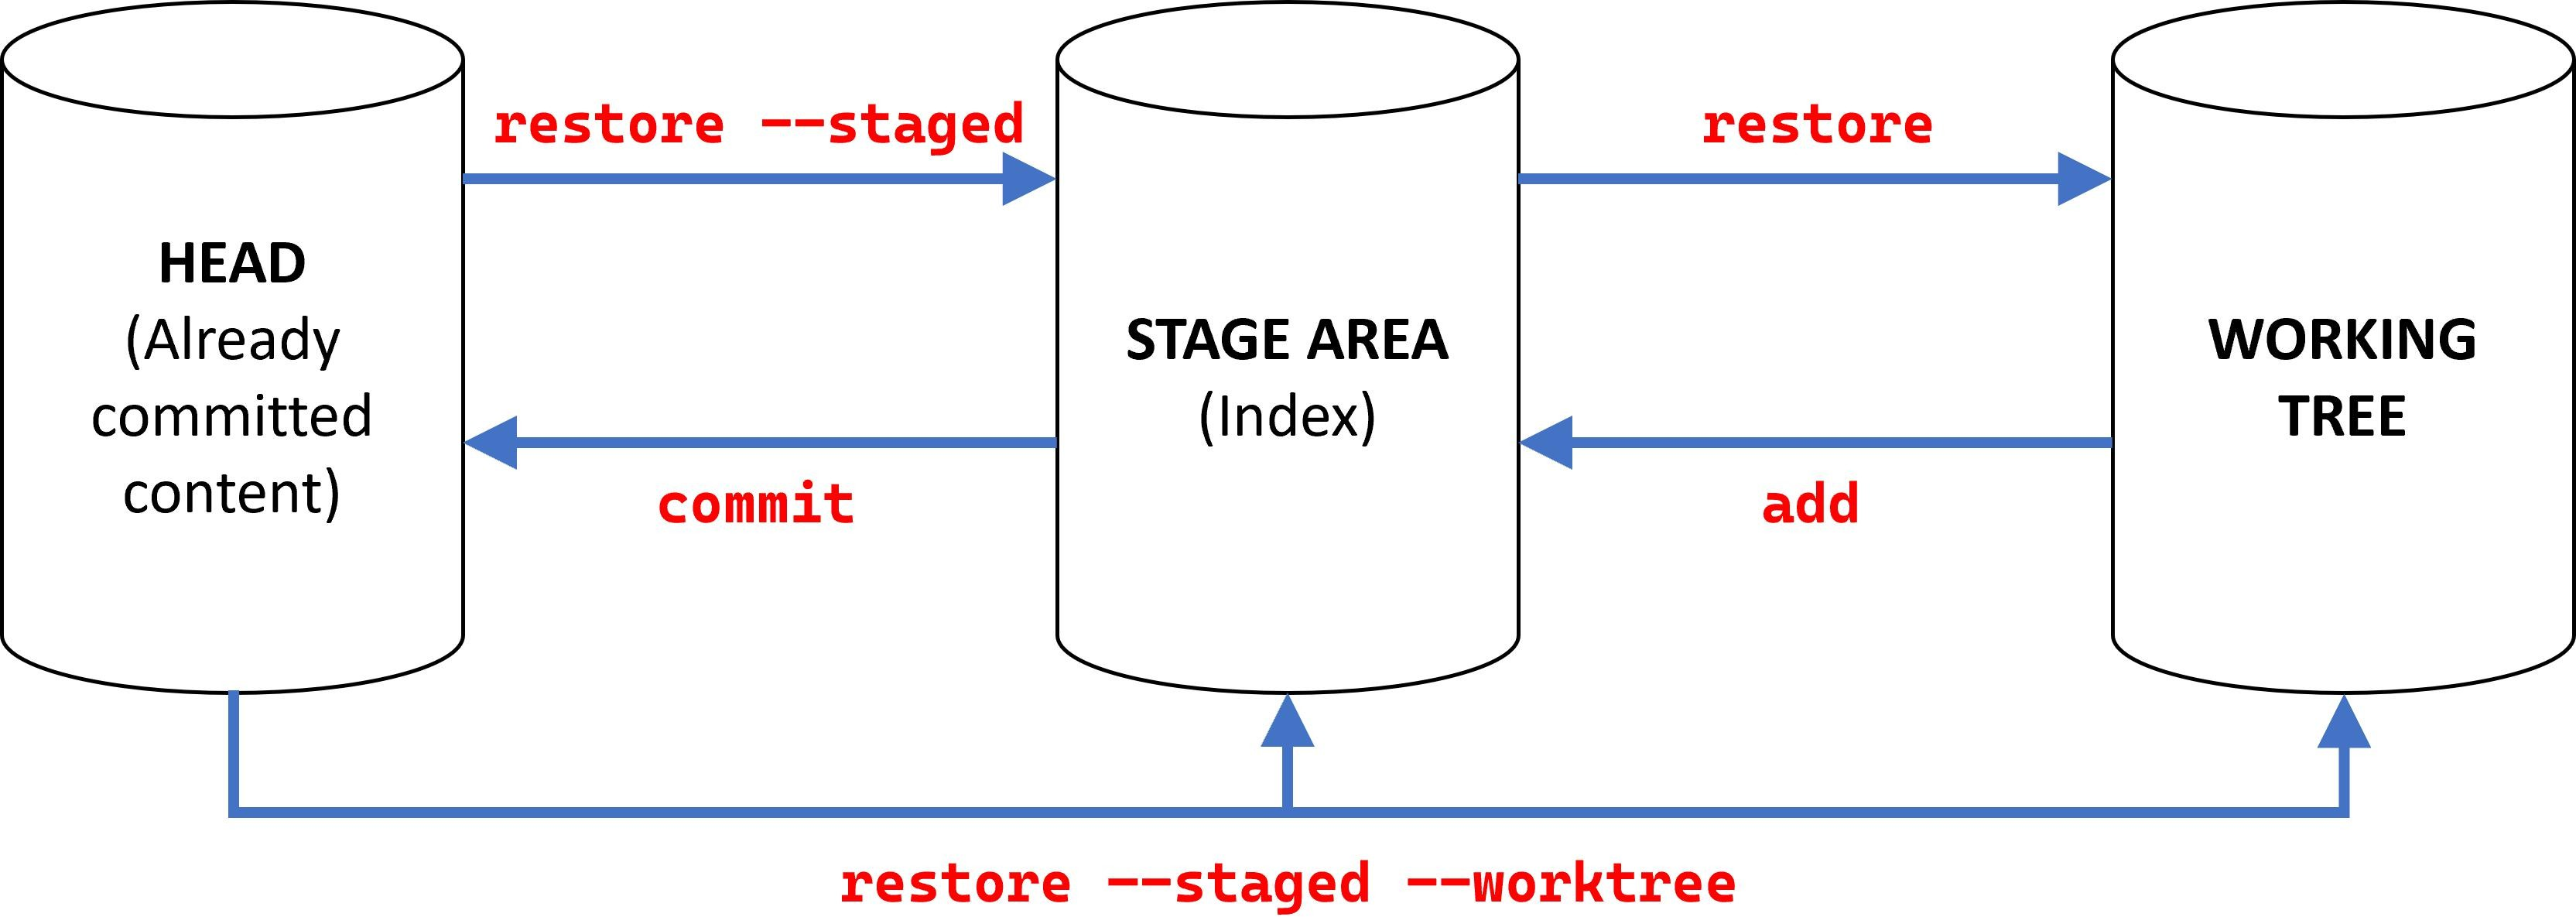 restore --staged
restore
HEAD
(Already
committed
content)
STAGE AREA
(Index)
WORKING
TREE
commit
add
restore --staged --worktree